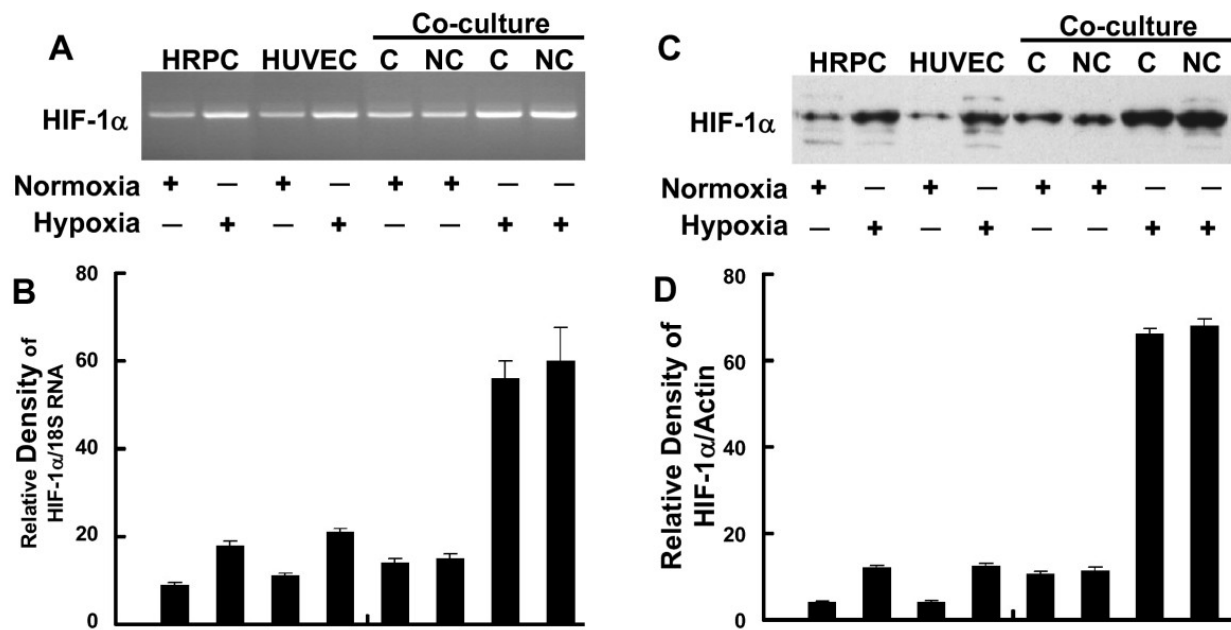 A
Co-culture
HRPC HUVEC C NC C NC
HIF-1α
Normoxia + – + – + + – –
Hypoxia – + – + – – + +
B
Relative Density of
HIF-1α/18S RNA
80
60
40
20
0
C
Co-culture
HRPC HUVEC C NC C NC
HIF-1α
Normoxia + – + – + + – –
Hypoxia – + – + – – + +
D
Relative Density of
HIF-1α/Actin
80
60
40
20
0